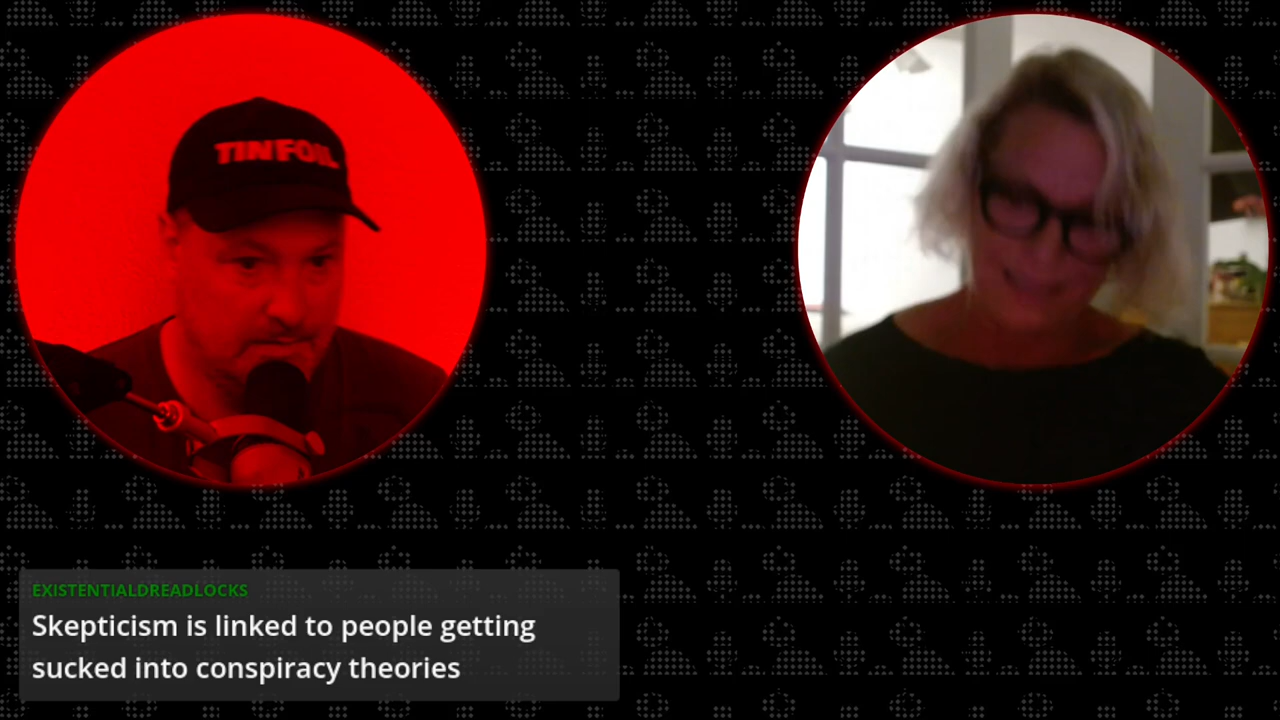 TINFOIL
EXISTENTIALDREADLOCKS
Skepticism is linked to people getting
sucked into conspiracy theories